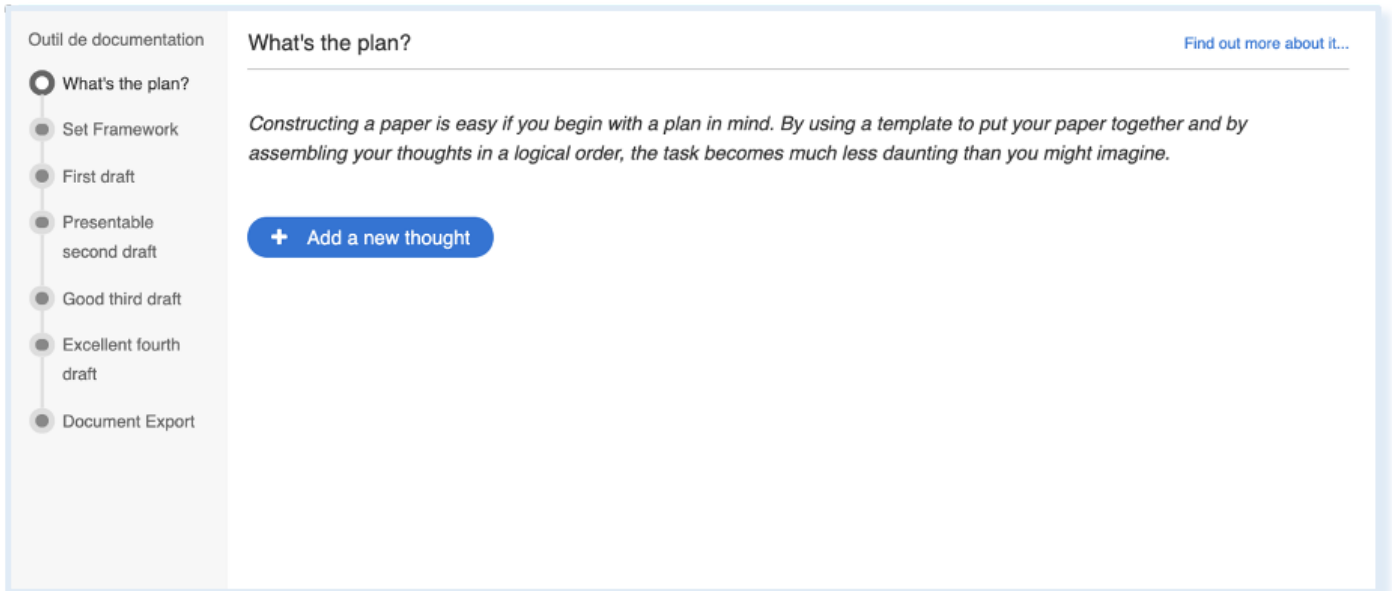 Outil de documentation
What's the plan?
Set Framework
First draft
Presentable
second draft
Good third draft
Excellent fourth
draft
Document Export
What's the plan?
Find out more about it...
Constructing a paper is easy if you begin with a plan in mind. By using a template to put your paper together and by
assembling your thoughts in a logical order, the task becomes much less daunting than you might imagine.
+ Add a new thought